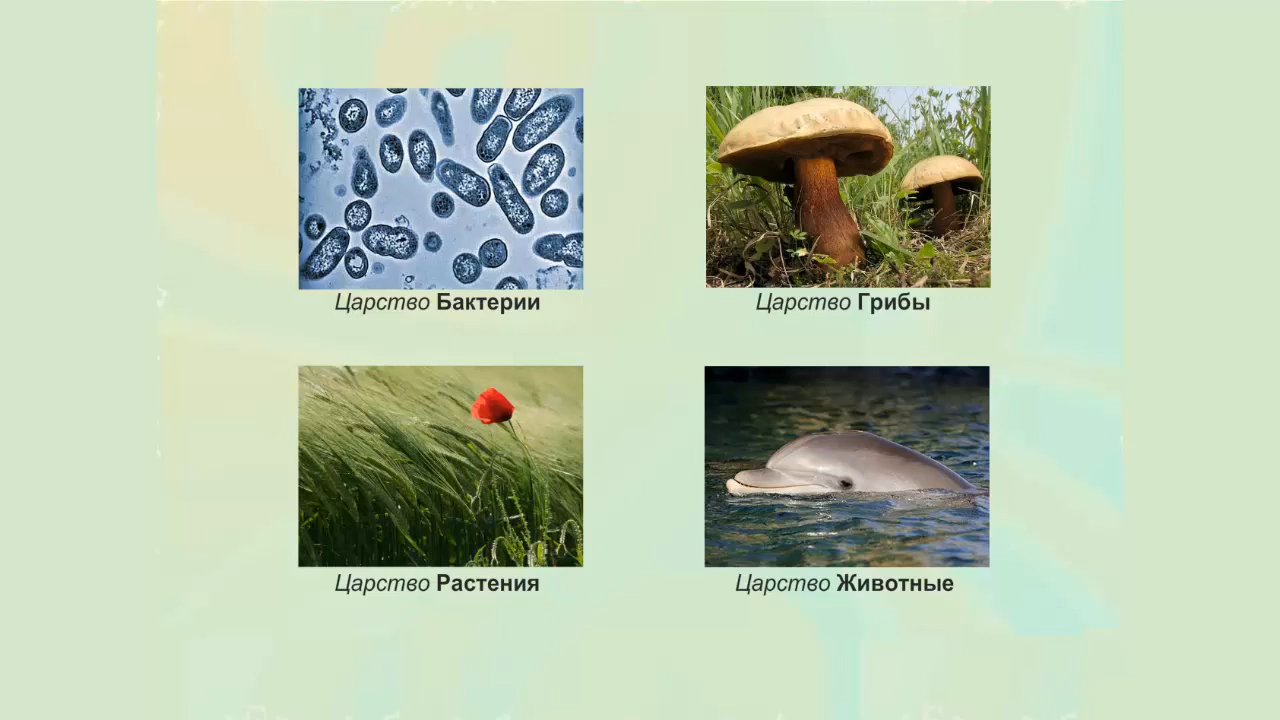 Царство Бактерии
Царство Грибы
Царство Растения
Царство Животные